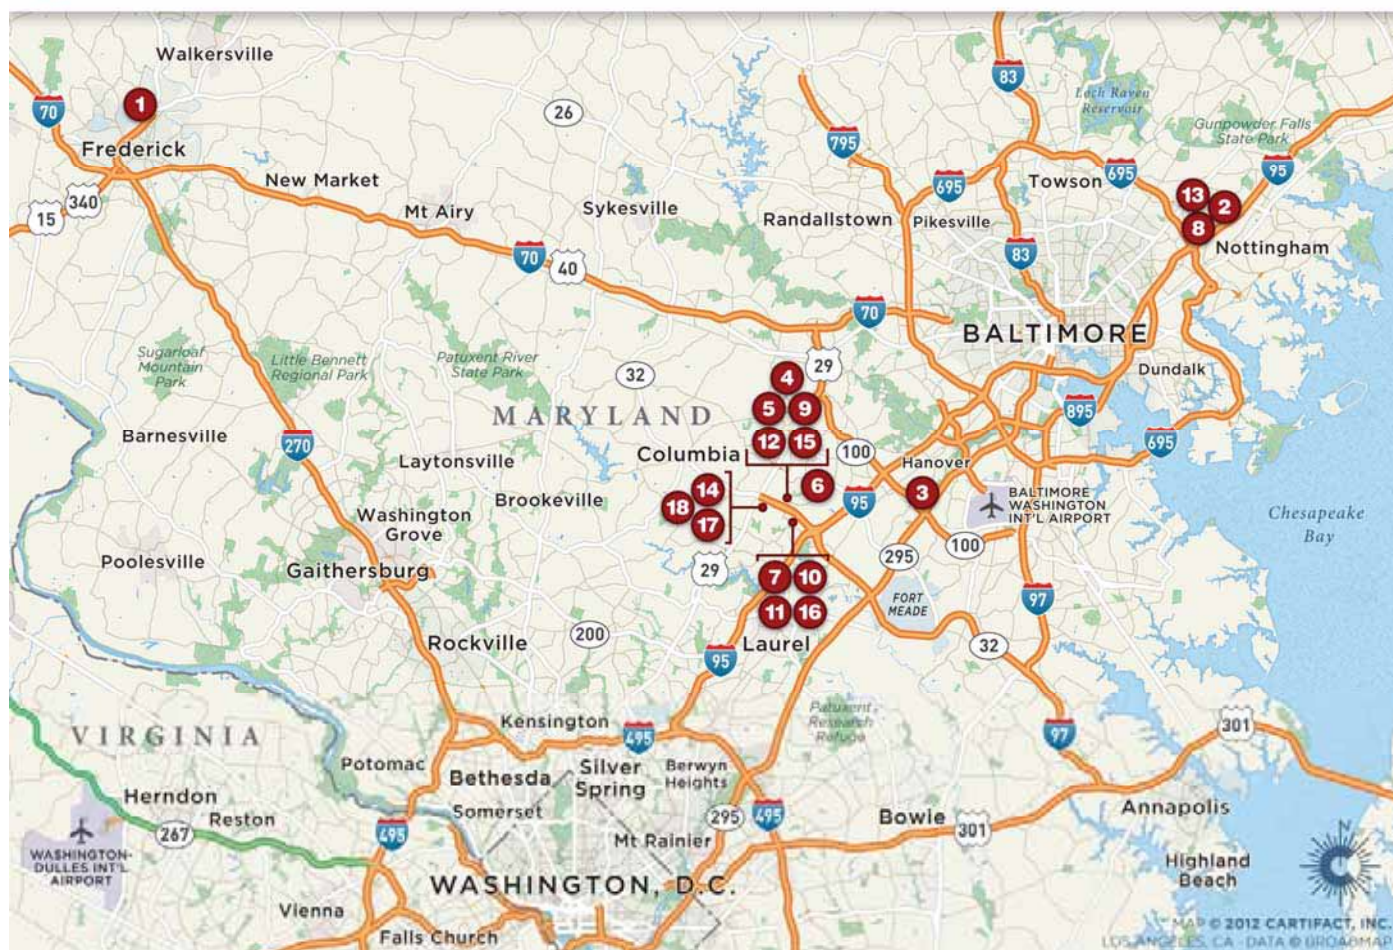 Walkersville
83
Loch Raven
Reservoir
70
1
26
Gunpowder Falls
State Park
795
Frederick
95
695
Towson
695
New Market
340
13
15
Mt Airy
Sykesville
Randallstown
Pikesville
2
8
Nottingham
83
70
40
70
BALTIMORE
Sugarloaf
Mountain
Park
Little Bennett
Regional Park
Patuxent River
State Park
32
29
4
Dundalk
5
9
895
MARYLAND
Barnesville
270
12
15
695
Columbia
100
Laytonsville
Hanover
6
14
Brookeville
18
95
3
BALTIMORE
WASHINGTON
INT'L AIRPORT
17
Washington
Grove
Chesapeake
Bay
Poolesville
Gaithersburg
29
295
100
7
10
FORT
MEADE
97
11
16
Rockville
200
Laurel
32
95
Patuxent
Research
Refuge
Kensington
301
VIRGINIA
495
97
Potomac
Bethesda
Silver
Spring
Berwyn
Heights
Herndon
Somerset
Reston
Annapolis
267
495
295
495
Bowie
301
Mt Rainier
N
WASHINGTON-
DULLES INT'L
AIRPORT
C
Highland
Beach
WASHINGTON, D.C.
Vienna
Falls Church
MAP © 2012 CARTIFACT, INC.
LOS ANGELES, CA DATA © UNOABMAP